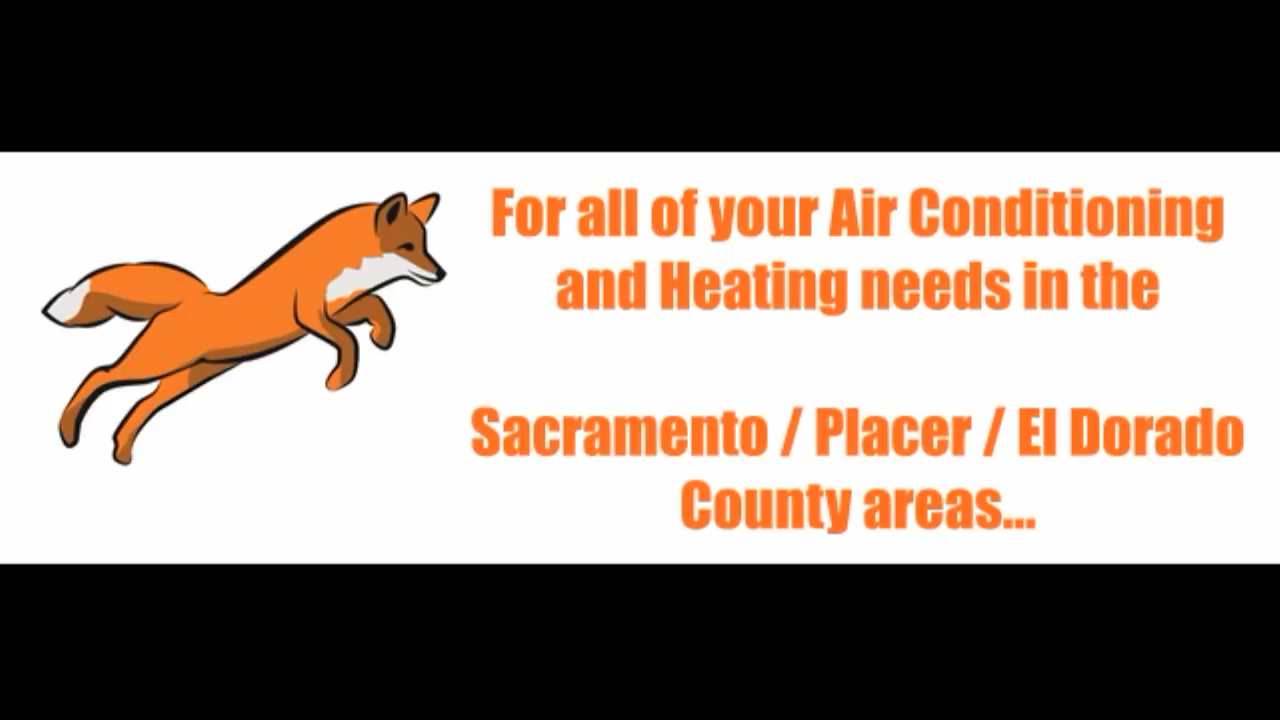 For all of your Air Conditioning
and Heating needs in the
Sacramento / Placer / El Dorado
County areas...